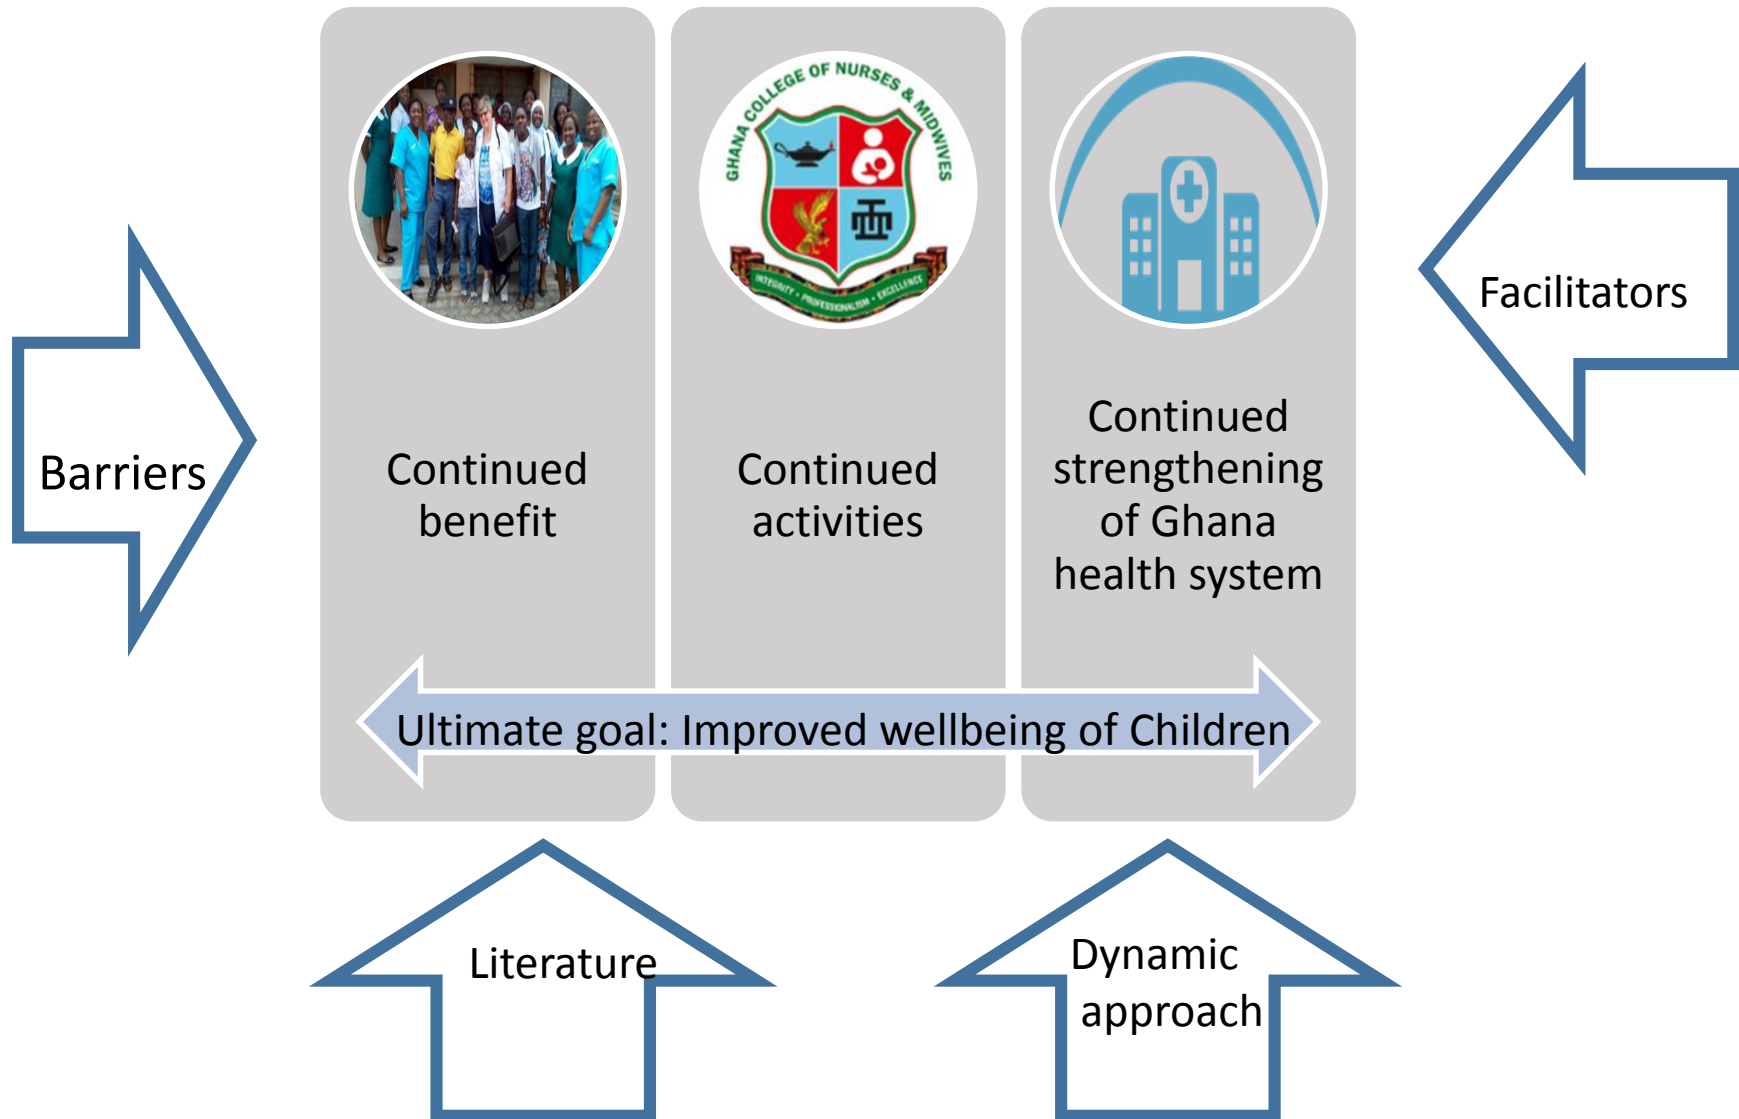 GHANA COLLEGE OF NURSES & MIDWIVES
INTEGRITY • PROFESSIONALISM • EXCELLENCE
Facilitators
Barriers
Continued
benefit
Continued
activities
Continued
strengthening
of Ghana
health system
Ultimate goal: Improved wellbeing of Children
Literature
Dynamic
approach